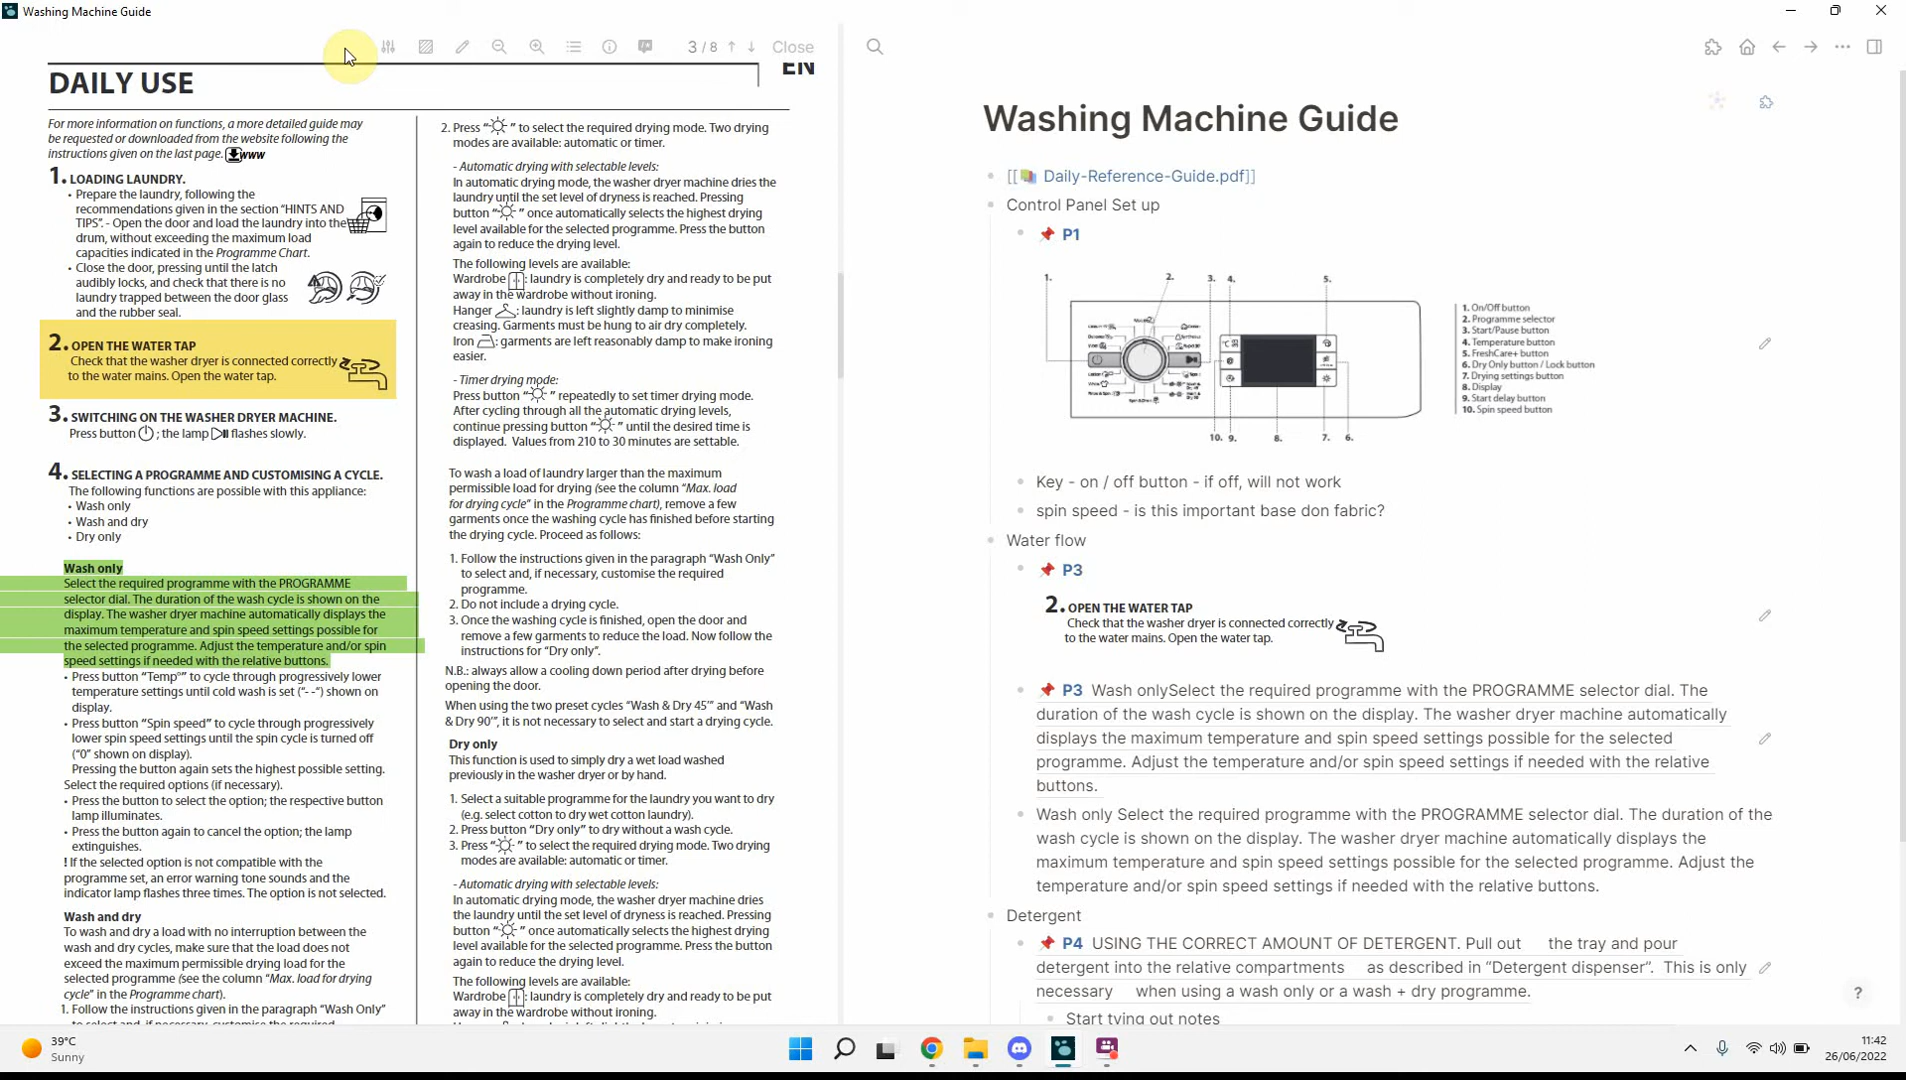 Washing Machine Guide
3 / 8
Close
DAILY USE
EN
For more information on functions, a more detailed guide may
be requested or downloaded from the website following the
instructions given on the last page. www
1. LOADING LAUNDRY.
• Prepare the laundry, following the
recommendations given in the section “HINTS AND
TIPS”. - Open the door and load the laundry into the
drum, without exceeding the maximum load
capacities indicated in the Programme Chart.
• Close the door, pressing until the latch
audibly locks, and check that there is no
laundry trapped between the door glass
and the rubber seal.
2. OPEN THE WATER TAP
Check that the washer dryer is connected correctly
to the water mains. Open the water tap.
3. SWITCHING ON THE WASHER DRYER MACHINE.
Press button ; the lamp flashes slowly.
4. SELECTING A PROGRAMME AND CUSTOMISING A CYCLE.
The following functions are possible with this appliance:
• Wash only
• Wash and dry
• Dry only
Wash only
Select the required programme with the PROGRAMME
selector dial. The duration of the wash cycle is shown on the
display. The washer dryer machine automatically displays the
maximum temperature and spin speed settings possible for
the selected programme. Adjust the temperature and/or spin
speed settings if needed with the relative buttons.
• Press button “Temp°” to cycle through progressively lower
temperature settings until cold wash is set (“- -“) shown on
display.
• Press button “Spin speed” to cycle through progressively
lower spin speed settings until the spin cycle is turned off
(“0” shown on display).
Pressing the button again sets the highest possible setting.
Select the required options (if necessary).
• Press the button to select the option; the respective button
lamp illuminates.
• Press the button again to cancel the option; the lamp
extinguishes.
! If the selected option is not compatible with the
programme set, an error warning tone sounds and the
indicator lamp flashes three times. The option is not selected.
Wash and dry
To wash and dry a load with no interruption between the
wash and dry cycles, make sure that the load does not
exceed the maximum permissible drying load for the
selected programme (see the column “Max. load for drying
cycle” in the Programme chart).
1. Follow the instructions given in the paragraph “Wash Only”
to select and, if necessary, customise the required
2. Press “ ” to select the required drying mode. Two drying
modes are available: automatic or timer.
- Automatic drying with selectable levels:
In automatic drying mode, the washer dryer machine dries the
laundry until the set level of dryness is reached. Pressing
button “ ” once automatically selects the highest drying
level available for the selected programme. Press the button
again to reduce the drying level.
The following levels are available:
Wardrobe : laundry is completely dry and ready to be put
away in the wardrobe without ironing.
Hanger : laundry is left slightly damp to minimise
creasing. Garments must be hung to air dry completely.
Iron : garments are left reasonably damp to make ironing
easier.
- Timer drying mode:
Press button “ ” repeatedly to set timer drying mode.
After cycling through all the automatic drying levels,
continue pressing button “ ” until the desired time is
displayed. Values from 210 to 30 minutes are settable.
To wash a load of laundry larger than the maximum
permissible load for drying (see the column “Max. load
for drying cycle” in the Programme chart), remove a few
garments once the washing cycle has finished before starting
the drying cycle. Proceed as follows:
1. Follow the instructions given in the paragraph “Wash Only”
to select and, if necessary, customise the required
programme.
2. Do not include a drying cycle.
3. Once the washing cycle is finished, open the door and
remove a few garments to reduce the load. Now follow the
instructions for “Dry only”.
N.B.: always allow a cooling down period after drying before
opening the door.
When using the two preset cycles “Wash & Dry 45’” and “Wash
& Dry 90’”, it is not necessary to select and start a drying cycle.
Dry only
This function is used to simply dry a wet load washed
previously in the washer dryer or by hand.
1. Select a suitable programme for the laundry you want to dry
(e.g. select cotton to dry wet cotton laundry).
2. Press button “Dry only” to dry without a wash cycle.
3. Press “ ” to select the required drying mode. Two drying
modes are available: automatic or timer.
- Automatic drying with selectable levels:
In automatic drying mode, the washer dryer machine dries
the laundry until the set level of dryness is reached. Pressing
button “ ” once automatically selects the highest drying
level available for the selected programme. Press the button
again to reduce the drying level.
The following levels are available:
Wardrobe : laundry is completely dry and ready to be put
away in the wardrobe without ironing.
Washing Machine Guide
[[ Daily-Reference-Guide.pdf]]
Control Panel Set up
P1
1. 2. 3. 4. 5.
10. 9. 8. 7. 6.
1. On/Off button
2. Programme selector
3. Start/Pause button
4. Temperature button
5. FreshCare+ button
6. Dry Only button / Lock button
7. Drying settings button
8. Display
9. Start delay button
10. Spin speed button
Key - on / off button - if off, will not work
spin speed - is this important base don fabric?
Water flow
P3
2. OPEN THE WATER TAP
Check that the washer dryer is connected correctly
to the water mains. Open the water tap.
P3 Wash onlySelect the required programme with the PROGRAMME selector dial. The
duration of the wash cycle is shown on the display. The washer dryer machine automatically
displays the maximum temperature and spin speed settings possible for the selected
programme. Adjust the temperature and/or spin speed settings if needed with the relative
buttons.
Wash only Select the required programme with the PROGRAMME selector dial. The duration of the
wash cycle is shown on the display. The washer dryer machine automatically displays the
maximum temperature and spin speed settings possible for the selected programme. Adjust the
temperature and/or spin speed settings if needed with the relative buttons.
Detergent
P4 USING THE CORRECT AMOUNT OF DETERGENT. Pull out the tray and pour
detergent into the relative compartments as described in “Detergent dispenser”. This is only
necessary when using a wash only or a wash + dry programme.
Start tying out notes
?
39°C
Sunny
11:42
26/06/2022